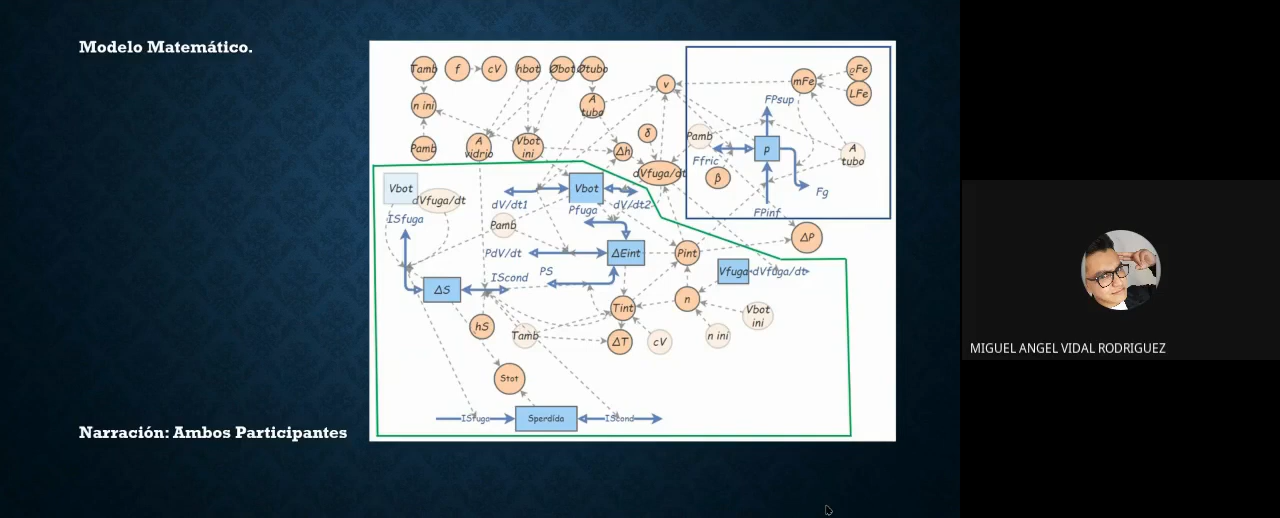 Modelo Matemático.
Tamb
f
cV
hbot
Øbot
Øtubo
n ini
A
tubo
v
mFe
ρFe
LFe
FPsup
Pamb
A
vidrio
Vbot
ini
δ
Δh
Pamb
p
A
tubo
Ffric
β
dVfuga/dt
Fg
FPinf
Vbot
dVfuga/dt
Vbot
dV/dt1
dV/dt2
ISfuga
Pamb
Pfuga
ΔP
PdV/dt
ΔEint
Pint
Vfuga
dVfuga/dt
PS
IScond
ΔS
n
Tint
Vbot
ini
hS
Tamb
ΔT
cV
n ini
Stot
ISfuga
Sperdida
IScond
Narración: Ambos Participantes
MIGUEL ANGEL VIDAL RODRIGUEZ